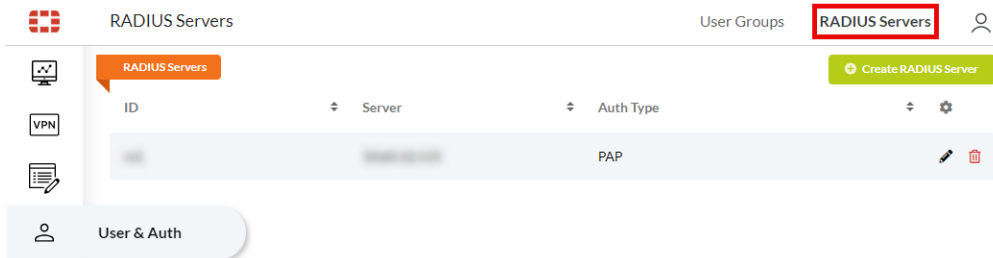 RADIUS Servers User Groups RADIUS Servers
RADIUS Servers Create RADIUS Server
ID Server Auth Type
VPN
PAP
User & Auth